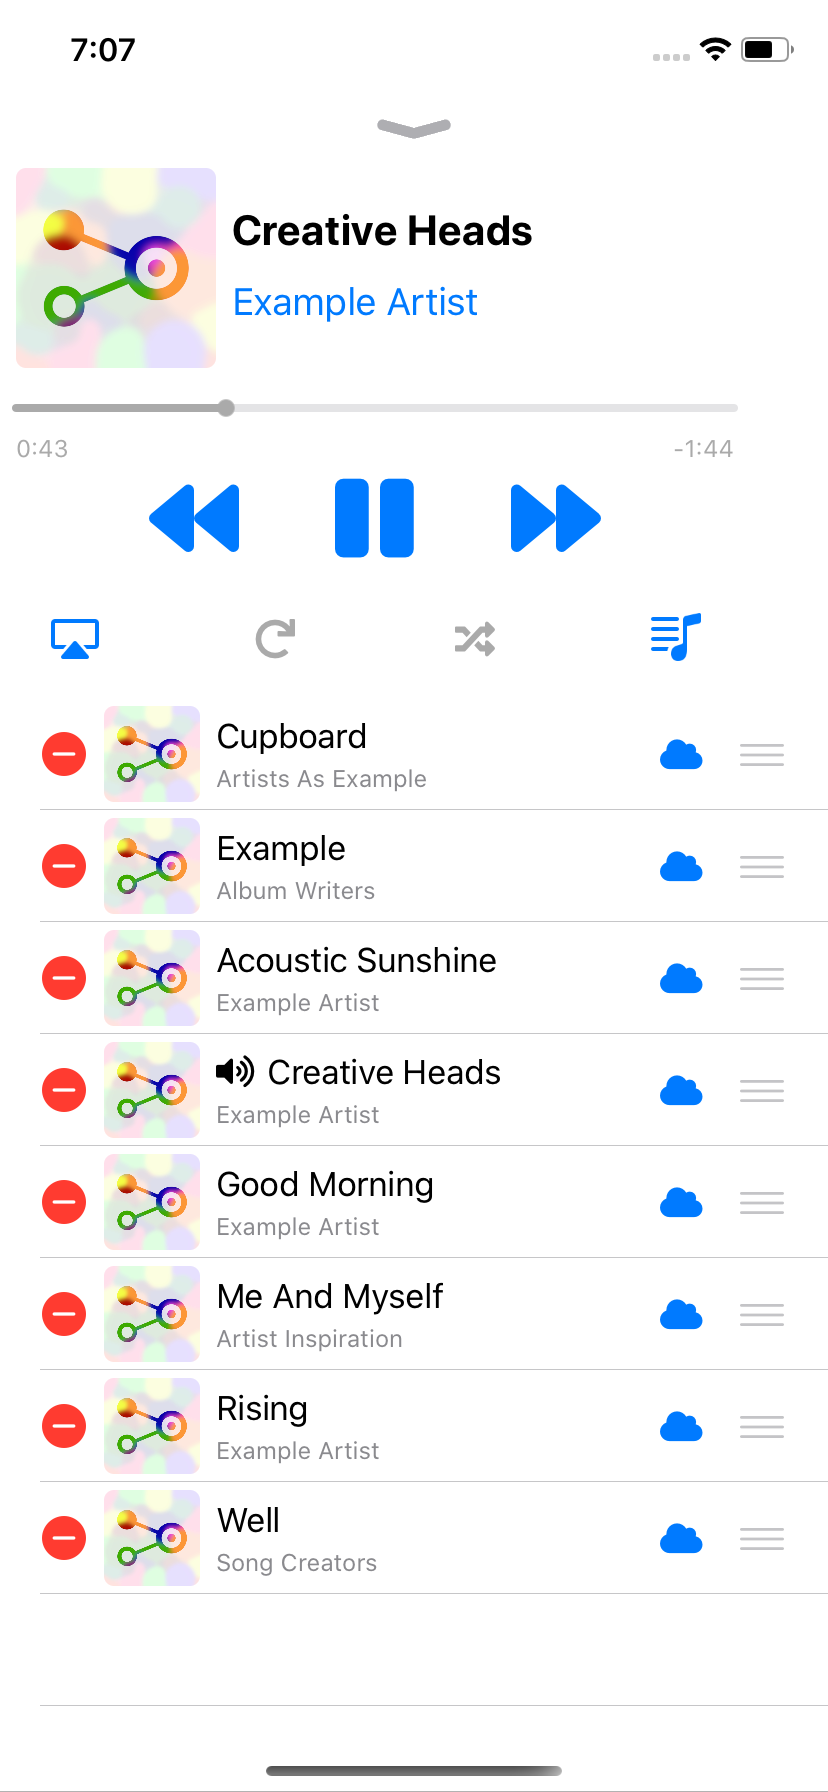 7:07
Creative Heads
Example Artist
0:43
-1:44
Cupboard
Artists As Example
Example
Album Writers
Acoustic Sunshine
Example Artist
Creative Heads
Example Artist
Good Morning
Example Artist
Me And Myself
Artist Inspiration
Rising
Example Artist
Well
Song Creators